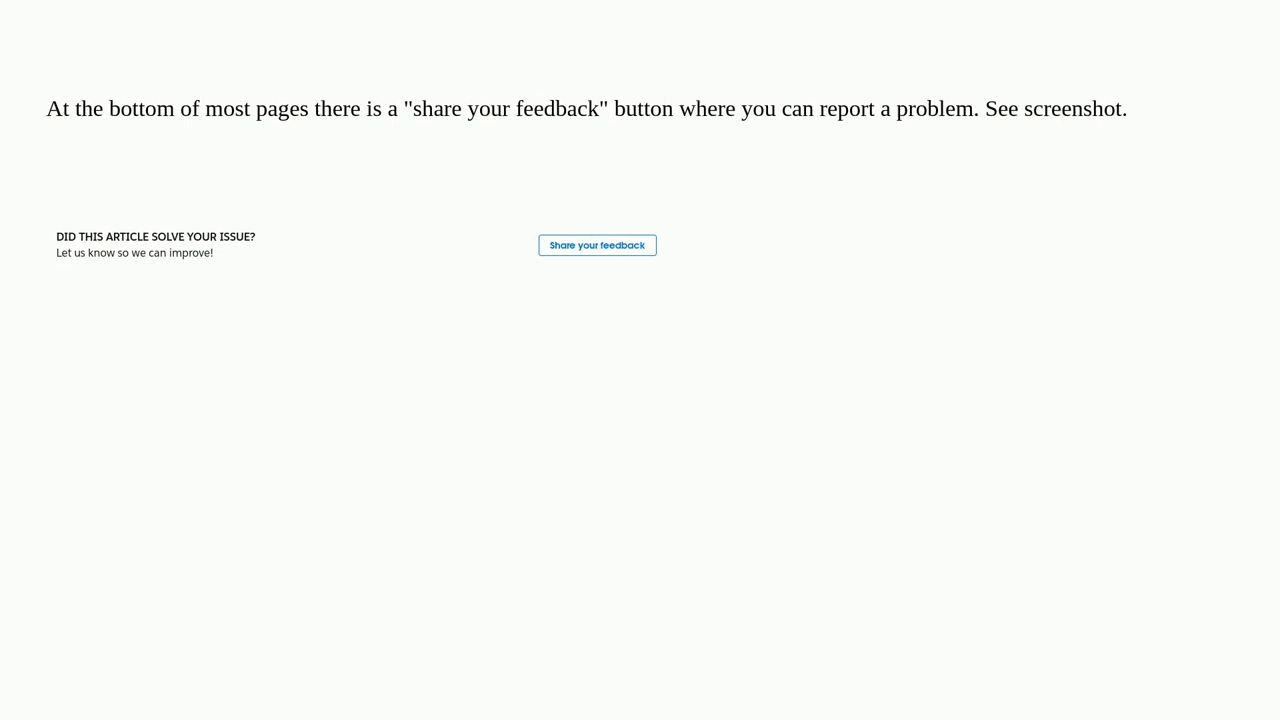 At the bottom of most pages there is a "share your feedback" button where you can report a problem. See screenshot.
DID THIS ARTICLE SOLVE YOUR ISSUE?
Let us know so we can improve!
Share your feedback